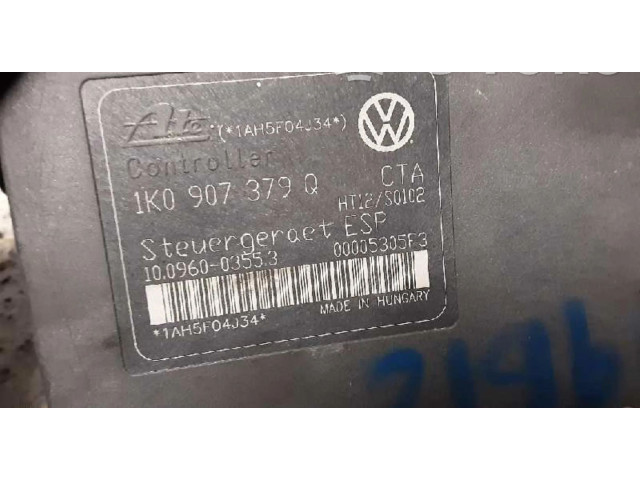 Ate (*1AH5F04J34*)
Controller
1K0 907 379 Q CTA
HT12/S0102
Steuergeraet ESP
10.0960-0355.3 00005305F3
MADE IN HUNGARY
*1AH5F04J34*